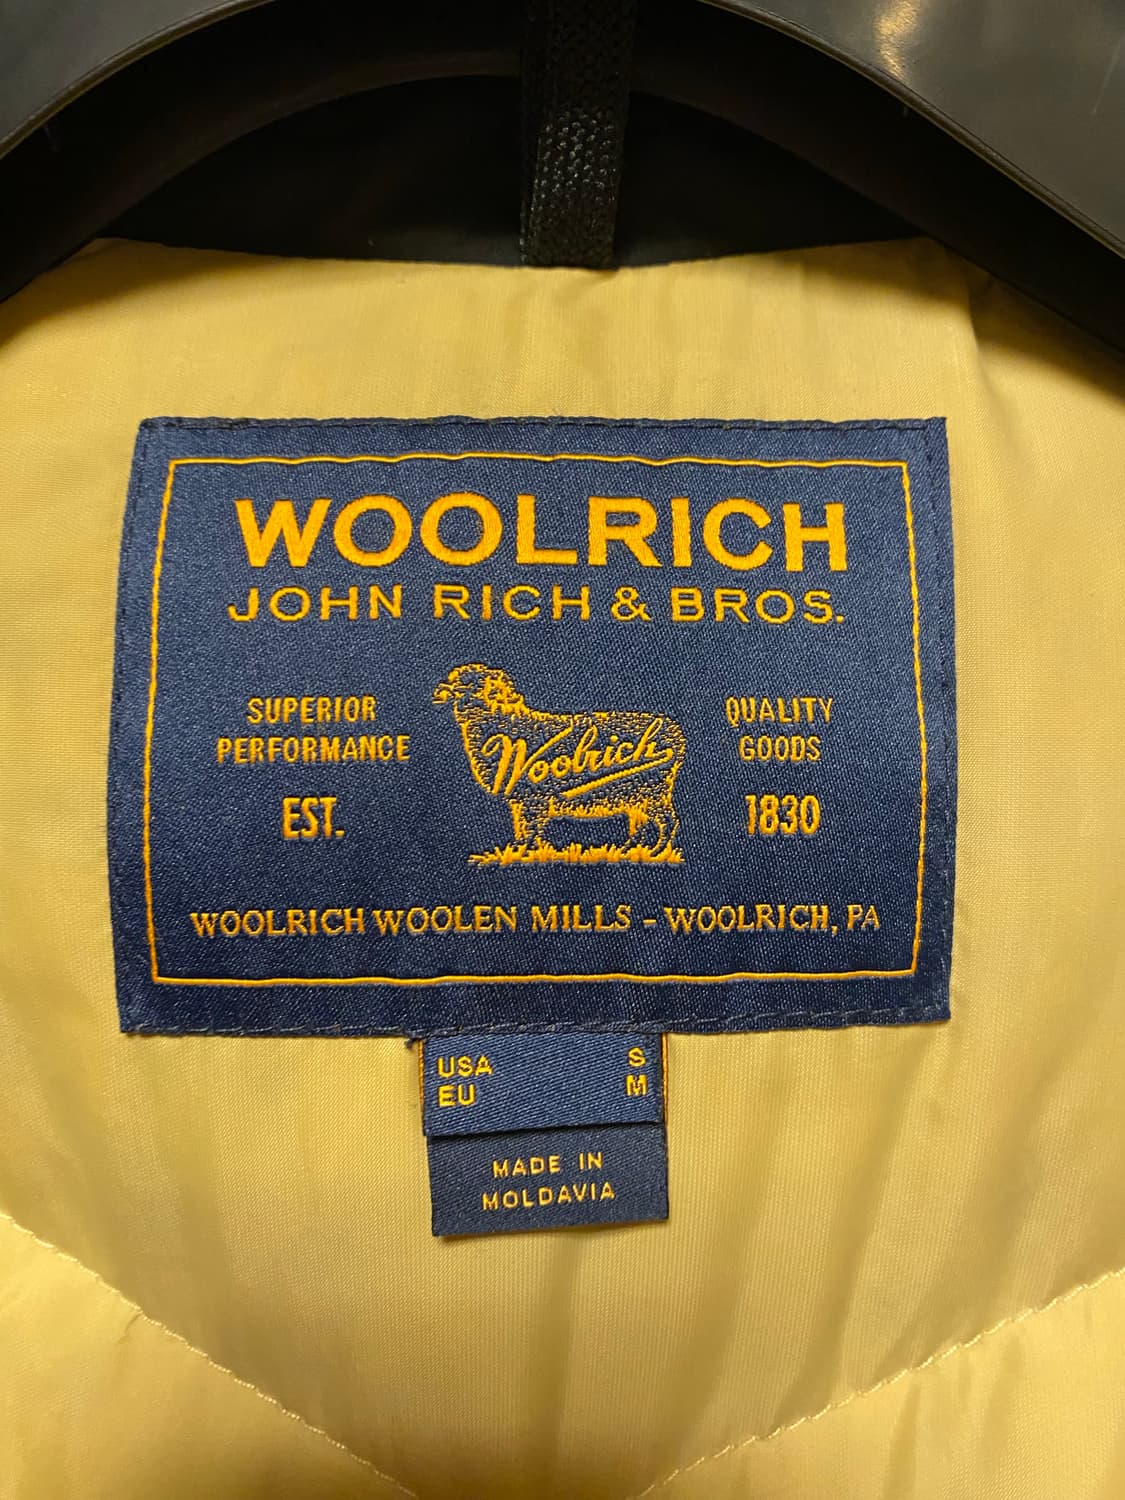 WOOLRICH
JOHN RICH & BROS.
SUPERIOR
PERFORMANCE
EST.
Woolrich
QUALITY
GOODS
1830
WOOLRICH WOOLEN MILLS - WOOLRICH, PA
USA S
EU M
MADE IN
MOLDAVIA